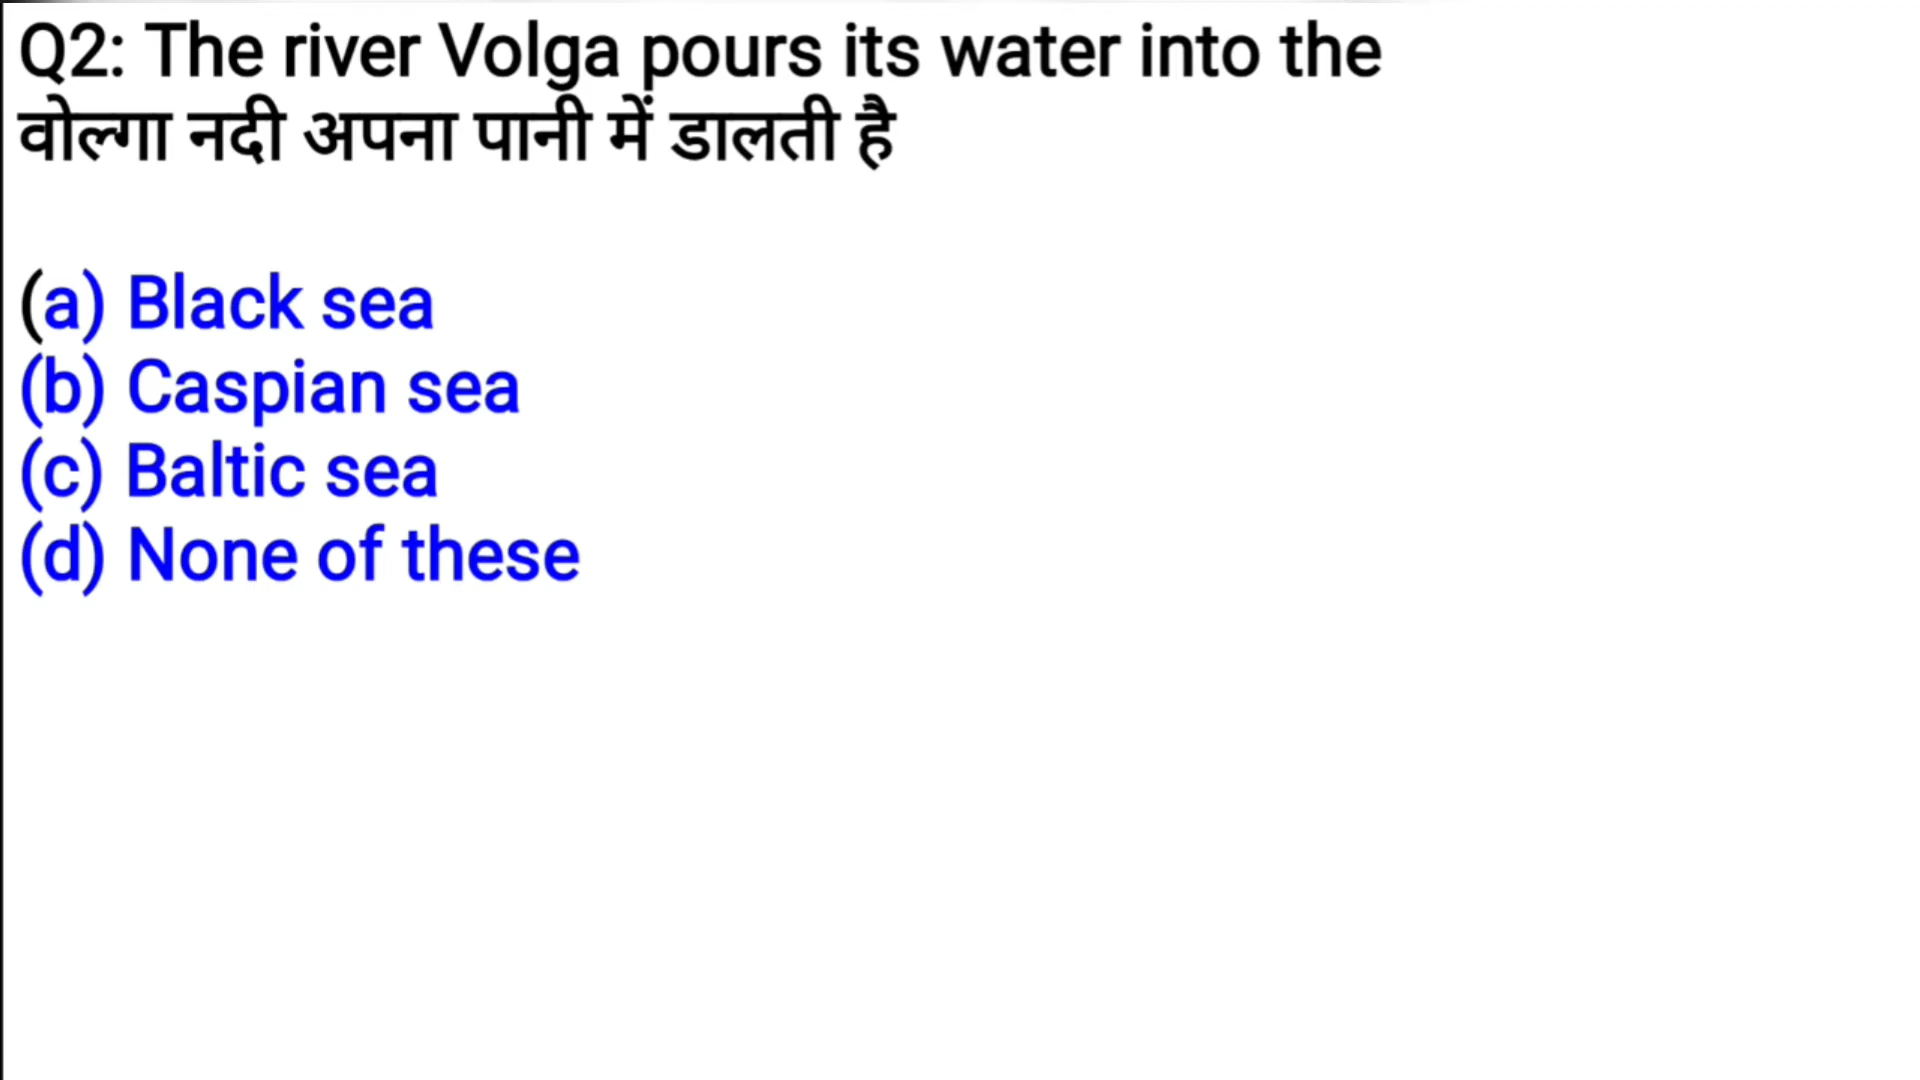 Q2: The river Volga pours its water into the
वोल्गा नदी अपना पानी में डालती है
(a) Black sea
(b) Caspian sea
(c) Baltic sea
(d) None of these